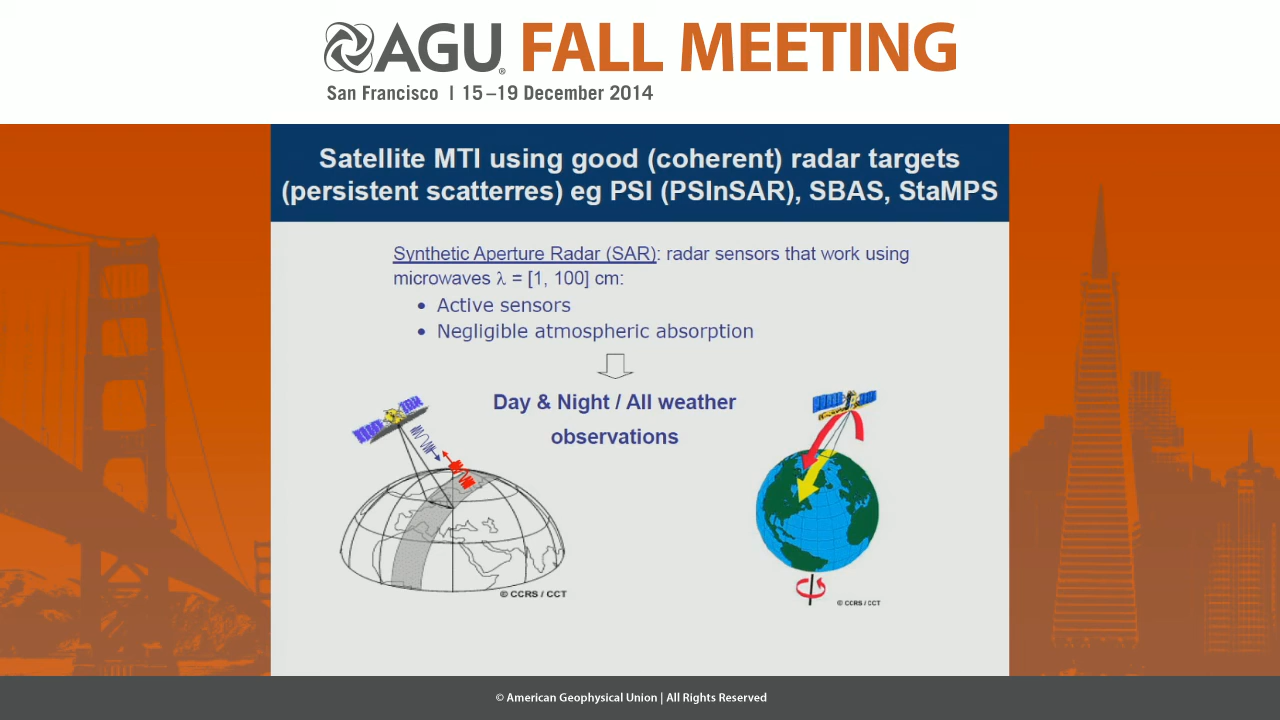 AGU® FALL MEETING
San Francisco | 15–19 December 2014
Satellite MTI using good (coherent) radar targets
(persistent scatterres) eg PSI (PSInSAR), SBAS, StaMPS
Synthetic Aperture Radar (SAR): radar sensors that work using
microwaves λ = [1, 100] cm:
• Active sensors
• Negligible atmospheric absorption
Day & Night / All weather
observations
© CCRS / CCT
© CCRS / CCT
© American Geophysical Union | All Rights Reserved